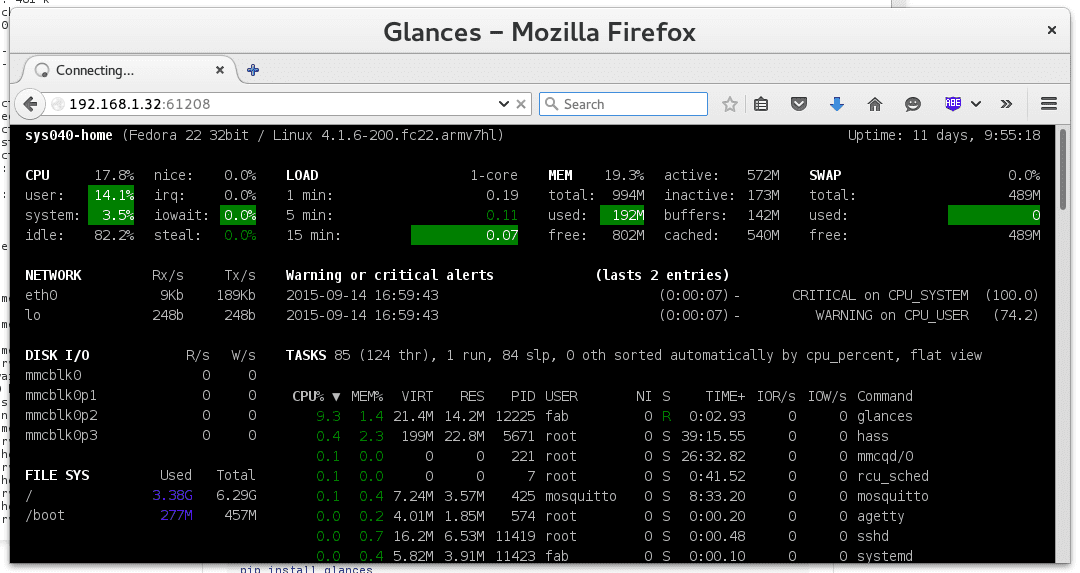 Glances - Mozilla Firefox
Connecting...
192.168.1.32:61208 Search ABE
sys040-home (Fedora 22 32bit / Linux 4.1.6-200.fc22.armv7hl) Uptime: 11 days, 9:55:18
CPU 17.8% nice: 0.0% LOAD 1-core MEM 19.3% active: 572M SWAP 0.0%
user: 14.1% irq: 0.0% 1 min: 0.19 total: 994M inactive: 173M total: 489M
system: 3.5% iowait: 0.0% 5 min: 0.11 used: 192M buffers: 142M used: 0
idle: 82.2% steal: 0.0% 15 min: 0.07 free: 802M cached: 540M free: 489M
NETWORK Rx/s Tx/s Warning or critical alerts (lasts 2 entries)
eth0 9Kb 189Kb 2015-09-14 16:59:43 (0:00:07) - CRITICAL on CPU_SYSTEM (100.0)
lo 248b 248b 2015-09-14 16:59:43 (0:00:07) - WARNING on CPU_USER (74.2)
DISK I/O R/s W/s TASKS 85 (124 thr), 1 run, 84 slp, 0 oth sorted automatically by cpu_percent, flat view
mmcblk0 0 0
mmcblk0p1 0 0 CPU% ▼ MEM% VIRT RES PID USER NI S TIME+ IOR/s IOW/s Command
mmcblk0p2 0 0 9.3 1.4 21.4M 14.2M 12225 fab 0 R 0:02.93 0 0 glances
mmcblk0p3 0 0 0.4 2.3 199M 22.8M 5671 root 0 S 39:15.55 0 0 hass
0.1 0.0 0 0 221 root 0 S 26:32.82 0 0 mmcqd/0
FILE SYS Used Total 0.1 0.0 0 0 7 root 0 S 0:41.52 0 0 rcu_sched
/ 3.38G 6.29G 0.1 0.4 7.24M 3.57M 425 mosquitto 0 S 8:33.20 0 0 mosquitto
/boot 277M 457M 0.0 0.2 4.01M 1.85M 574 root 0 S 0:00.20 0 0 agetty
0.0 0.7 16.2M 6.53M 11419 root 0 S 0:00.48 0 0 sshd
0.0 0.4 5.82M 3.91M 11423 fab 0 S 0:00.10 0 0 systemd
pip install glances